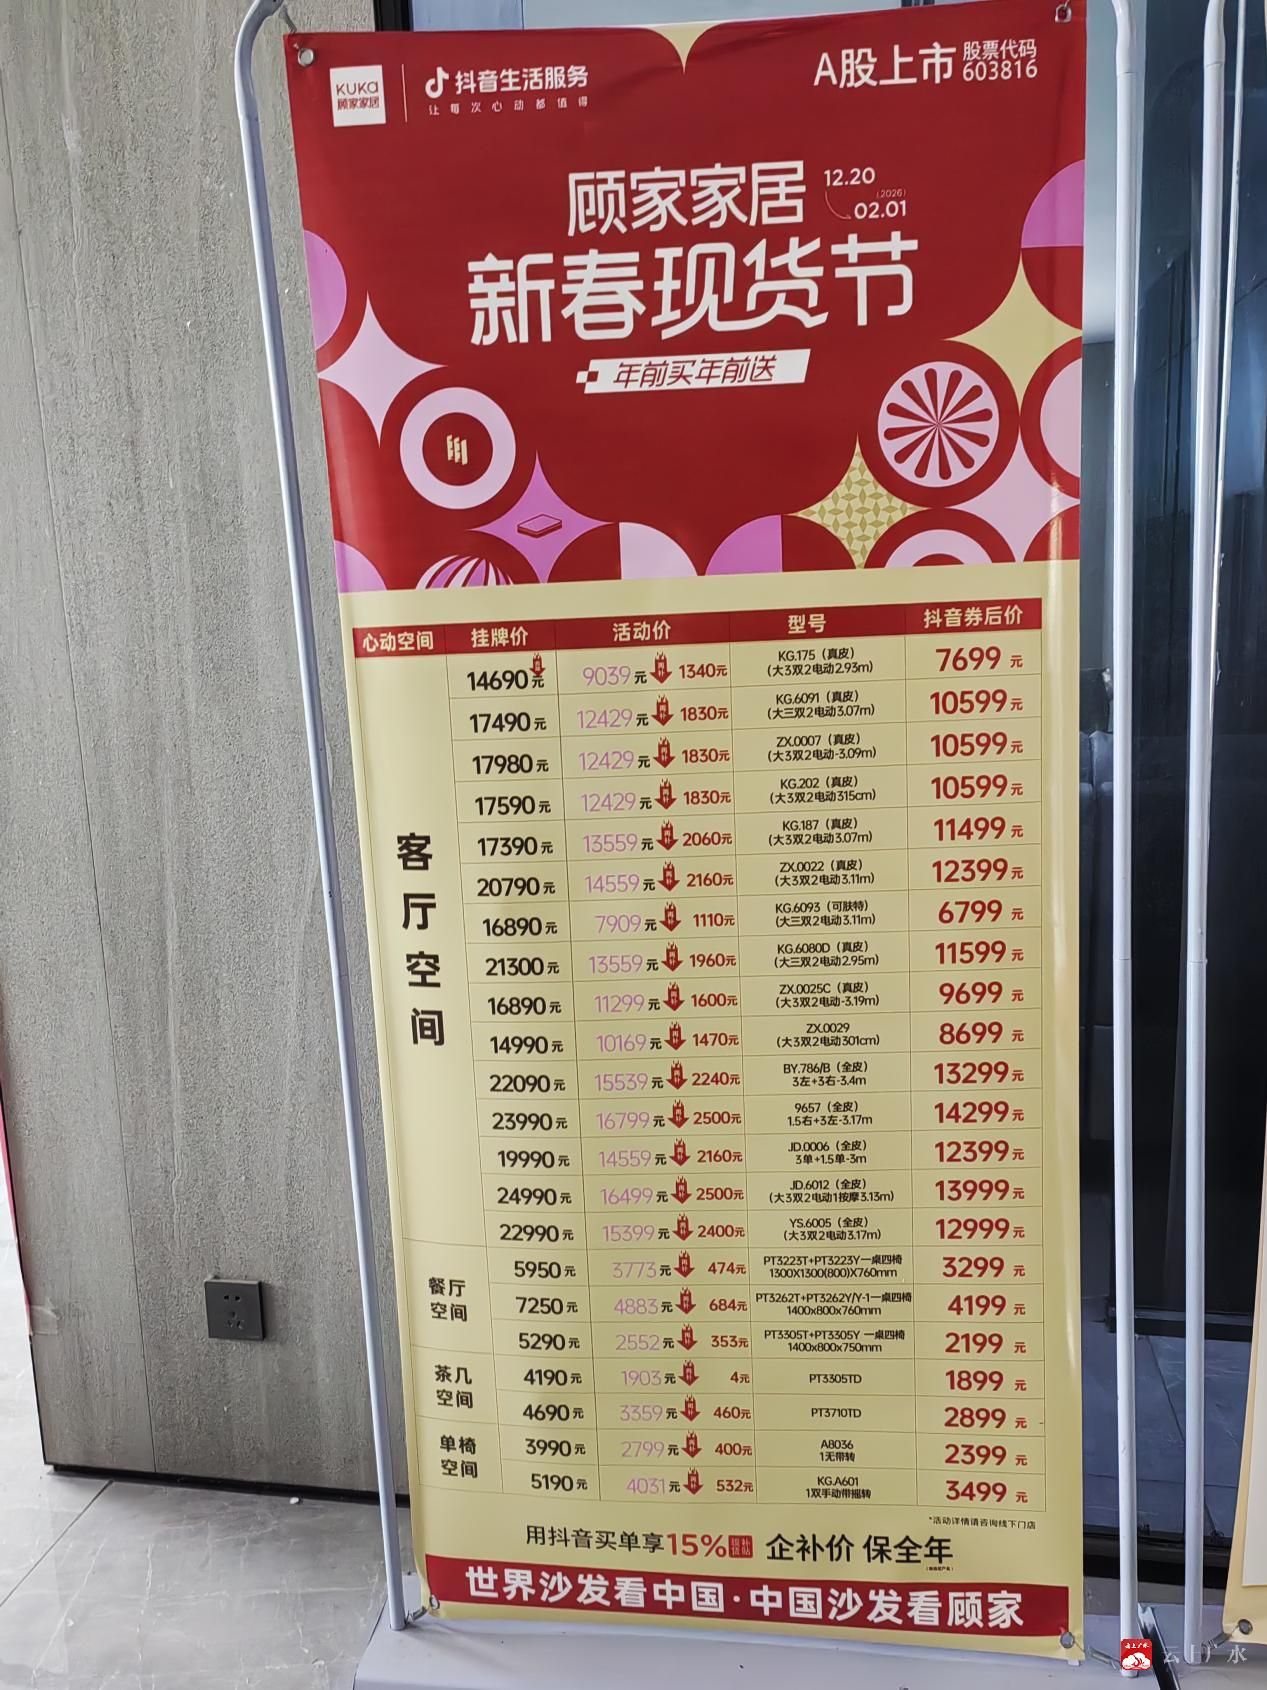 KUKa
顾家家居
抖音生活服务
让每次心动都值得
A股上市 股票代码
603816
顾家家居 12.20
(2026)
02.01
新春现货节
年前买年前送
心动空间 挂牌价 活动价 型号 抖音券后价
客厅空间
14690元 9039元 1340元 KG.175（真皮）
(大3双2电动2.93m) 7699元
17490元 12429元 1830元 KG.6091（真皮）
(大三双2电动3.07m) 10599元
17980元 12429元 1830元 ZX.0007（真皮）
(大3双2电动-3.09m) 10599元
17590元 12429元 1830元 KG.202（真皮）
(大3双2电动315cm) 10599元
17390元 13559元 2060元 KG.187（真皮）
(大3双2电动3.07m) 11499元
20790元 14559元 2160元 ZX.0022（真皮）
(大3双2电动3.11m) 12399元
16890元 7909元 1110元 KG.6093（可肤特）
(大三双2电动3.11m) 6799元
21300元 13559元 1960元 KG.6080D（真皮）
(大三双2电动2.95m) 11599元
16890元 11299元 1600元 ZX.0025C（真皮）
(大3双2电动-3.19m) 9699元
14990元 10169元 1470元 ZX.0029
(大3双2电动301cm) 8699元
22090元 15539元 2240元 BY.786/B（全皮）
3左+3右-3.4m 13299元
23990元 16799元 2500元 9657（全皮）
1.5右+3左-3.17m 14299元
19990元 14559元 2160元 JD.0006（全皮）
3单+1.5单-3m 12399元
24990元 16499元 2500元 JD.6012（全皮）
(大3双2电动1按摩3.13m) 13999元
22990元 15399元 2400元 YS.6005（全皮）
(大3双2电动3.17m) 12999元
餐厅
空间
5950元 3773元 474元 PT3223T+PT3223Y一桌四椅
1300X1300(800)X760mm 3299元
7250元 4883元 684元 PT3262T+PT3262Y/Y-1一桌四椅
1400x800x760mm 4199元
5290元 2552元 353元 PT3305T+PT3305Y 一桌四椅
1400x800x750mm 2199元
茶几
空间
4190元 1903元 4元 PT3305TD 1899元
4690元 3359元 460元 PT3710TD 2899元
单椅
空间
3990元 2799元 400元 A8036
1无带转 2399元
5190元 4031元 532元 KG.A601
1双手动带摇转 3499元
*活动详情请咨询线下门店
用抖音买单享15% 企补价 保全年
世界沙发看中国·中国沙发看顾家
云上广水